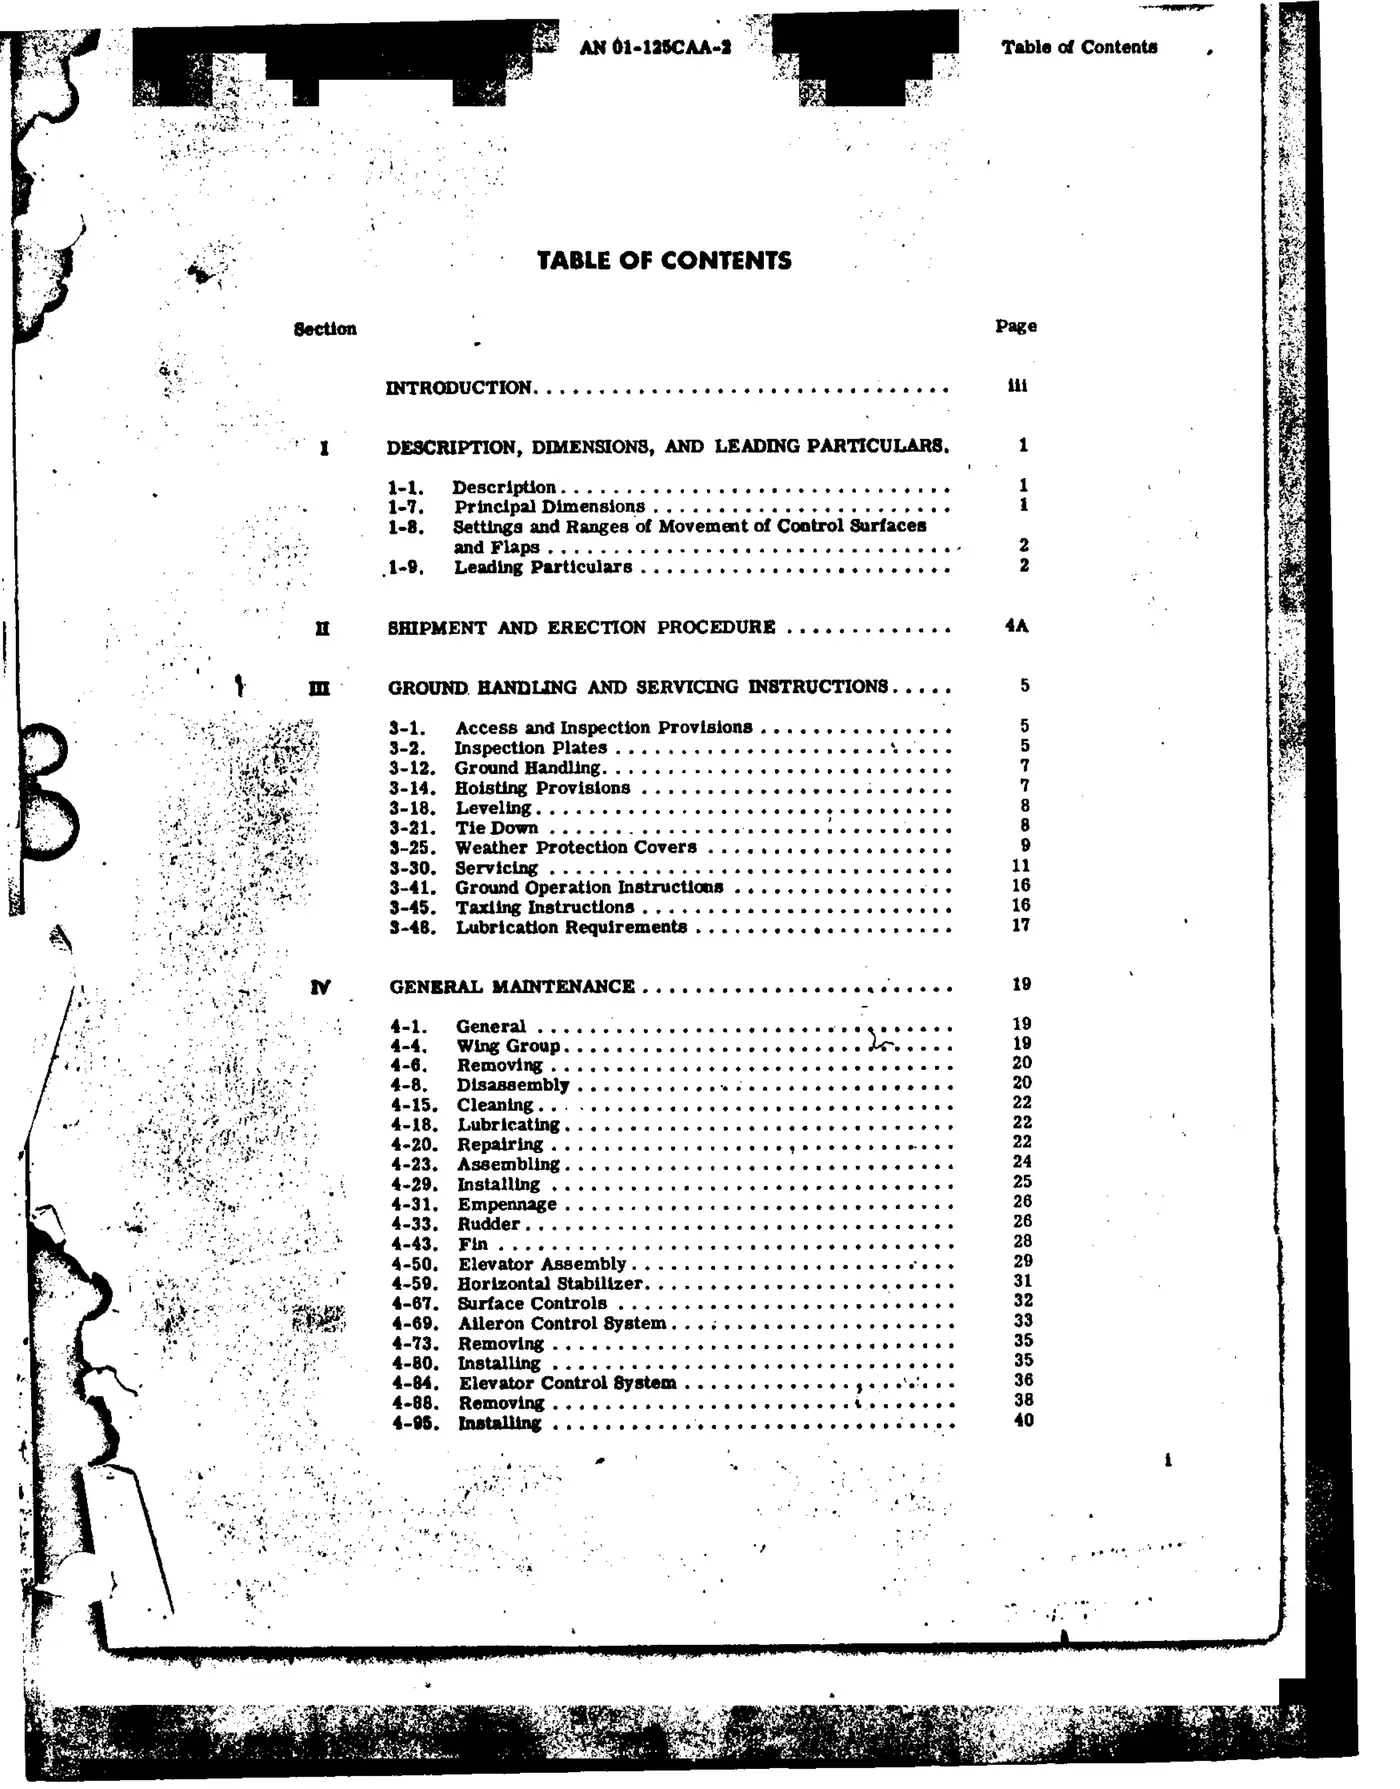 AN 01-125CAA-2 Table of Contents
TABLE OF CONTENTS
Section Page
INTRODUCTION. . . . . . . . . . . . . . . . . . . . . . . . . . . . . . . . iii
I DESCRIPTION, DIMENSIONS, AND LEADING PARTICULARS. 1
1-1. Description . . . . . . . . . . . . . . . . . . . . . . . . . . . . . . 1
1-7. Principal Dimensions . . . . . . . . . . . . . . . . . . . . . . . 1
1-8. Settings and Ranges of Movement of Control Surfaces
and Flaps . . . . . . . . . . . . . . . . . . . . . . . . . . . . . . . 2
1-9. Leading Particulars . . . . . . . . . . . . . . . . . . . . . . . . 2
II SHIPMENT AND ERECTION PROCEDURE . . . . . . . . . . . . . 4A
III GROUND HANDLING AND SERVICING INSTRUCTIONS . . . . . 5
3-1. Access and Inspection Provisions . . . . . . . . . . . . . . . 5
3-2. Inspection Plates . . . . . . . . . . . . . . . . . . . . . . . . . . 5
3-12. Ground Handling. . . . . . . . . . . . . . . . . . . . . . . . . . . 7
3-14. Hoisting Provisions . . . . . . . . . . . . . . . . . . . . . . . . 7
3-18. Leveling . . . . . . . . . . . . . . . . . . . . . . . . . . . . . . . . 8
3-21. Tie Down . . . . . . . . . . . . . . . . . . . . . . . . . . . . . . . 8
3-25. Weather Protection Covers . . . . . . . . . . . . . . . . . . . 9
3-30. Servicing . . . . . . . . . . . . . . . . . . . . . . . . . . . . . . . 11
3-41. Ground Operation Instructions . . . . . . . . . . . . . . . . . 16
3-45. Taxiing Instructions . . . . . . . . . . . . . . . . . . . . . . . . 16
3-48. Lubrication Requirements . . . . . . . . . . . . . . . . . . . . 17
IV GENERAL MAINTENANCE . . . . . . . . . . . . . . . . . . . . . . . . 19
4-1. General . . . . . . . . . . . . . . . . . . . . . . . . . . . . . . . . 19
4-4. Wing Group. . . . . . . . . . . . . . . . . . . . . . . . . . . . . . 19
4-6. Removing . . . . . . . . . . . . . . . . . . . . . . . . . . . . . . . 20
4-8. Disassembly . . . . . . . . . . . . . . . . . . . . . . . . . . . . . 20
4-15. Cleaning . . . . . . . . . . . . . . . . . . . . . . . . . . . . . . . . 22
4-18. Lubricating. . . . . . . . . . . . . . . . . . . . . . . . . . . . . . 22
4-20. Repairing . . . . . . . . . . . . . . . . . . . . . . . . . . . . . . . 22
4-23. Assembling. . . . . . . . . . . . . . . . . . . . . . . . . . . . . . 24
4-29. Installing . . . . . . . . . . . . . . . . . . . . . . . . . . . . . . . 25
4-31. Empennage . . . . . . . . . . . . . . . . . . . . . . . . . . . . . . 26
4-33. Rudder . . . . . . . . . . . . . . . . . . . . . . . . . . . . . . . . . 26
4-43. Fin . . . . . . . . . . . . . . . . . . . . . . . . . . . . . . . . . . . 28
4-50. Elevator Assembly . . . . . . . . . . . . . . . . . . . . . . . . . 29
4-59. Horizontal Stabilizer. . . . . . . . . . . . . . . . . . . . . . . . 31
4-67. Surface Controls . . . . . . . . . . . . . . . . . . . . . . . . . . 32
4-69. Aileron Control System . . . . . . . . . . . . . . . . . . . . . . 33
4-73. Removing . . . . . . . . . . . . . . . . . . . . . . . . . . . . . . . 35
4-80. Installing . . . . . . . . . . . . . . . . . . . . . . . . . . . . . . . 35
4-84. Elevator Control System . . . . . . . . . . . . . . . . . . . . . 36
4-88. Removing . . . . . . . . . . . . . . . . . . . . . . . . . . . . . . . 38
4-95. Installing . . . . . . . . . . . . . . . . . . . . . . . . . . . . . . . 40
i